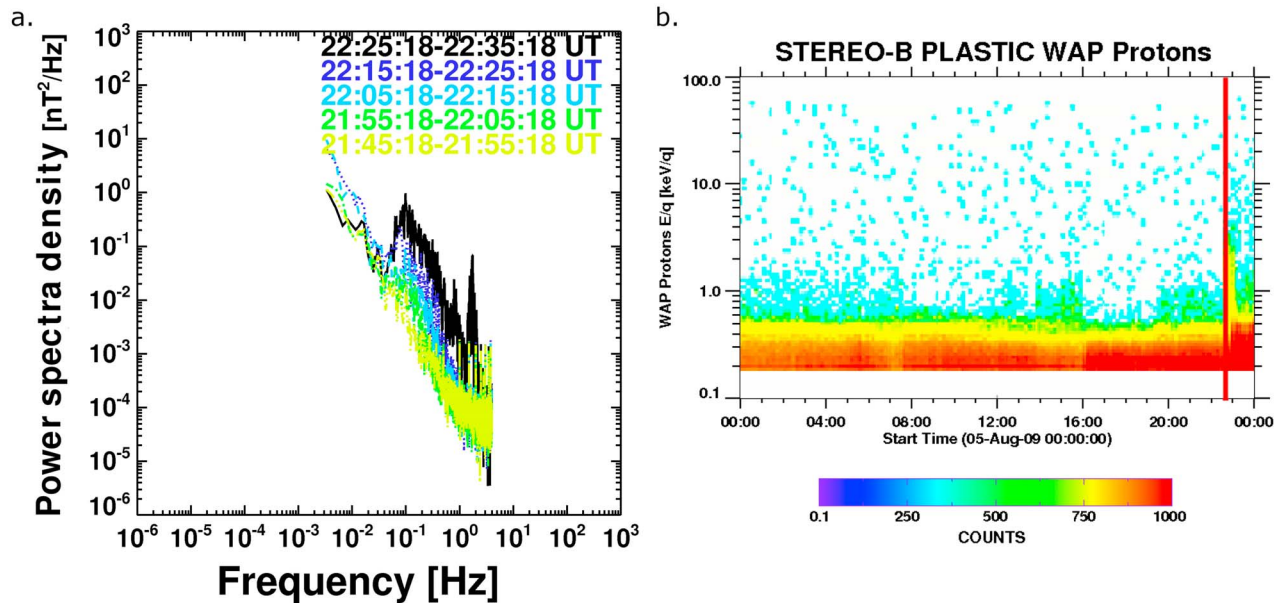 a.
Power spectra density [nT²/Hz]
10³
10²
10¹
10⁰
10⁻¹
10⁻²
10⁻³
10⁻⁴
10⁻⁵
10⁻⁶
22:25:18-22:35:18 UT
22:15:18-22:25:18 UT
22:05:18-22:15:18 UT
21:55:18-22:05:18 UT
21:45:18-21:55:18 UT
10⁻⁶ 10⁻⁵ 10⁻⁴ 10⁻³ 10⁻² 10⁻¹ 10⁰ 10¹ 10² 10³
Frequency [Hz]
b.
STEREO-B PLASTIC WAP Protons
WAP Protons E/q [keV/q]
100.0
10.0
1.0
0.1
00:00 04:00 08:00 12:00 16:00 20:00 00:00
Start Time (05-Aug-09 00:00:00)
0.1 250 500 750 1000
COUNTS